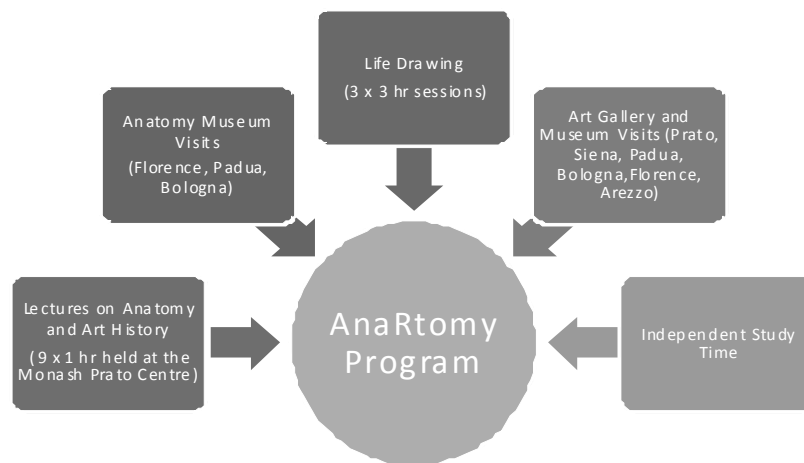 Life Drawing
(3 x 3 hr sessions)
Anatomy Museum
Visits
(Florence, Padua,
Bologna)
Art Gallery and
Museum Visits (Prato,
Siena, Padua,
Bologna,Florence,
Arezzo)
Lectures on Anatomy
and Art History
(9 x 1 hr held at the
Monash Prato Centre)
AnaRtomy
Program
Independent Study
Time